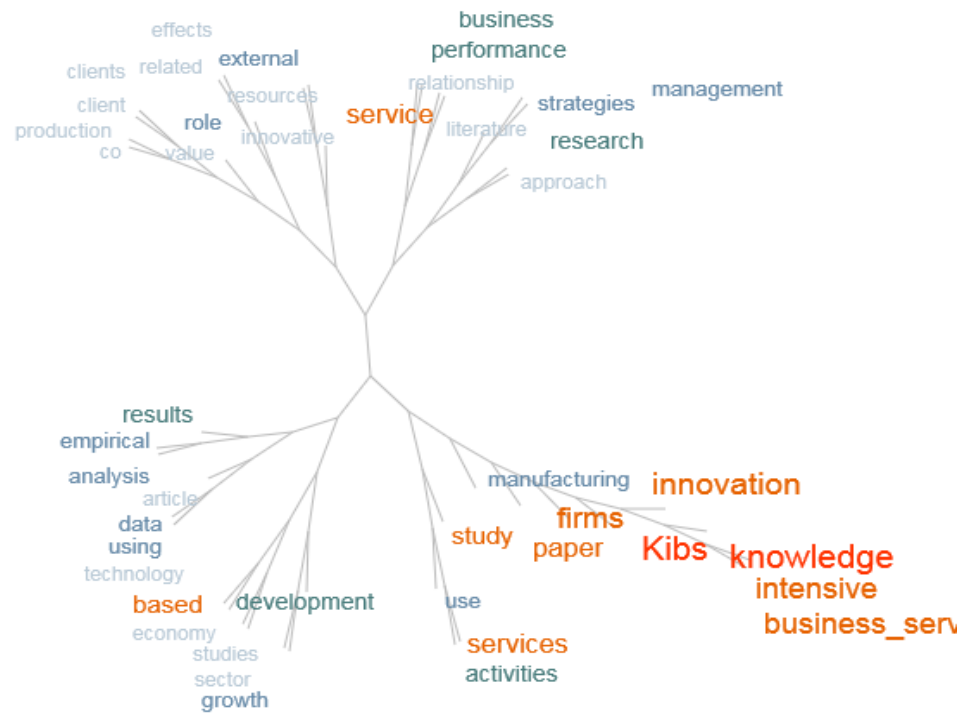 business
effects
performance
external
related
clients
relationship
management
resources
strategies
client
service
role
production
innovative
literature
research
co
value
approach
results
empirical
analysis
manufacturing
innovation
article
firms
data
study
paper
Kibs
using
knowledge
technology
intensive
based
development
use
business_serv
economy
services
studies
activities
sector
growth